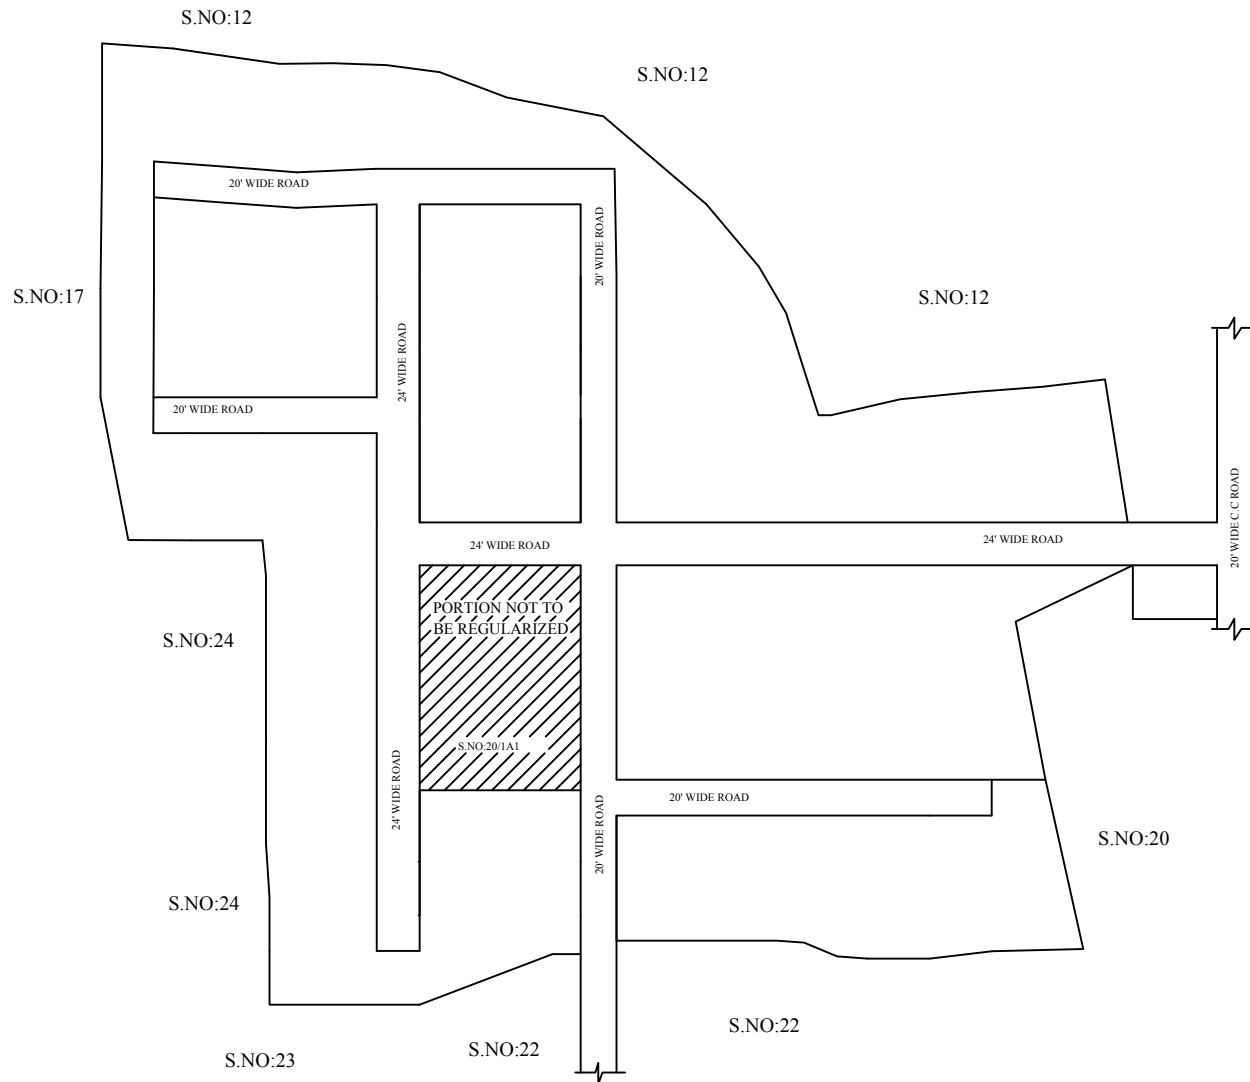 S.NO:12
S.NO:12
20' WIDE ROAD
20' WIDE ROAD
S.NO:17
S.NO:12
24' WIDE ROAD
20' WIDE ROAD
20' WIDE C.C ROAD
24' WIDE ROAD
24' WIDE ROAD
PORTION NOT TO
BE REGULARIZED
S.NO:24
S.NO:20/1A1
24' WIDE ROAD
20' WIDE ROAD
20' WIDE ROAD
S.NO:20
S.NO:24
S.NO:22
S.NO:22
S.NO:23